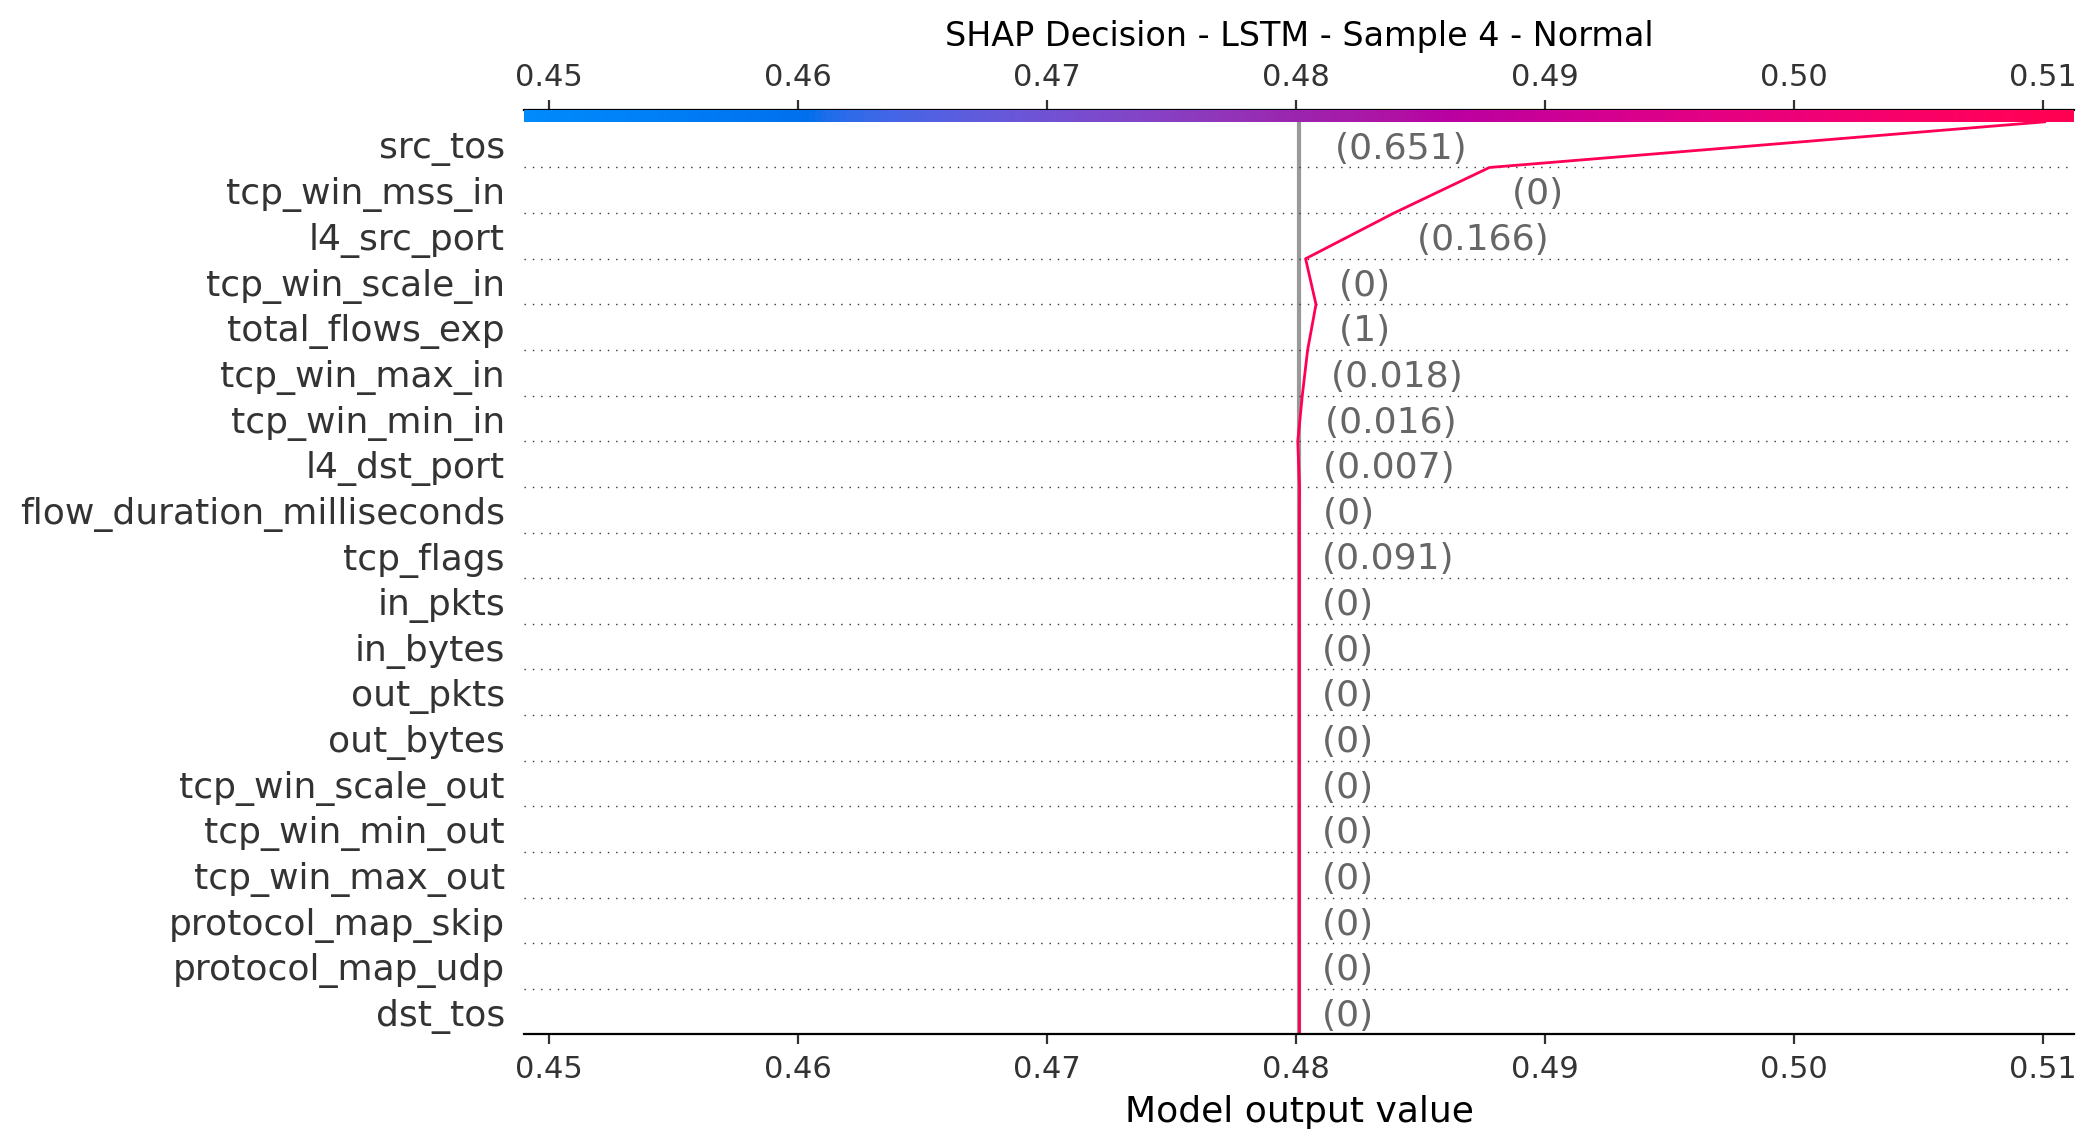 SHAP Decision - LSTM - Sample 4 - Normal
0.45 0.46 0.47 0.48 0.49 0.50 0.51
src_tos (0.651)
tcp_win_mss_in (0)
l4_src_port (0.166)
tcp_win_scale_in (0)
total_flows_exp (1)
tcp_win_max_in (0.018)
tcp_win_min_in (0.016)
l4_dst_port (0.007)
flow_duration_milliseconds (0)
tcp_flags (0.091)
in_pkts (0)
in_bytes (0)
out_pkts (0)
out_bytes (0)
tcp_win_scale_out (0)
tcp_win_min_out (0)
tcp_win_max_out (0)
protocol_map_skip (0)
protocol_map_udp (0)
dst_tos (0)
0.45 0.46 0.47 0.48 0.49 0.50 0.51
Model output value